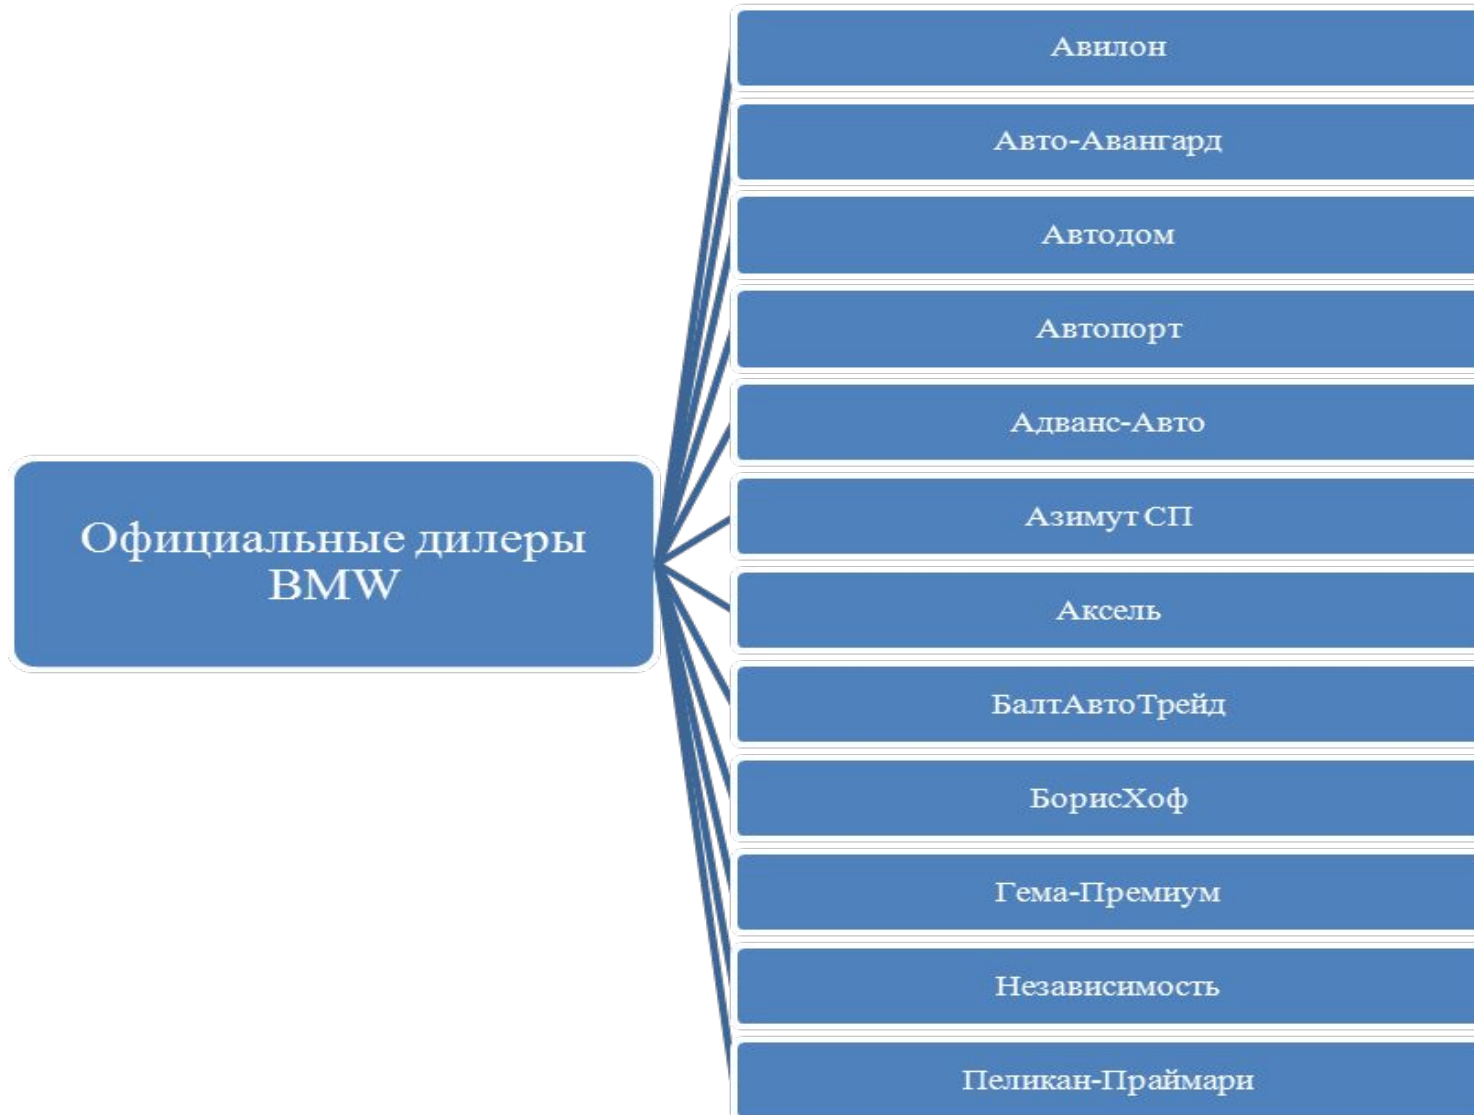 Официальные дилеры
BMW
Авилон
Авто-Авангард
Автодом
Автопорт
Адванс-Авто
Азимут СП
Аксель
БалтАвтоТрейд
БорисХоф
Гема-Премиум
Независимость
Пеликан-Праймари